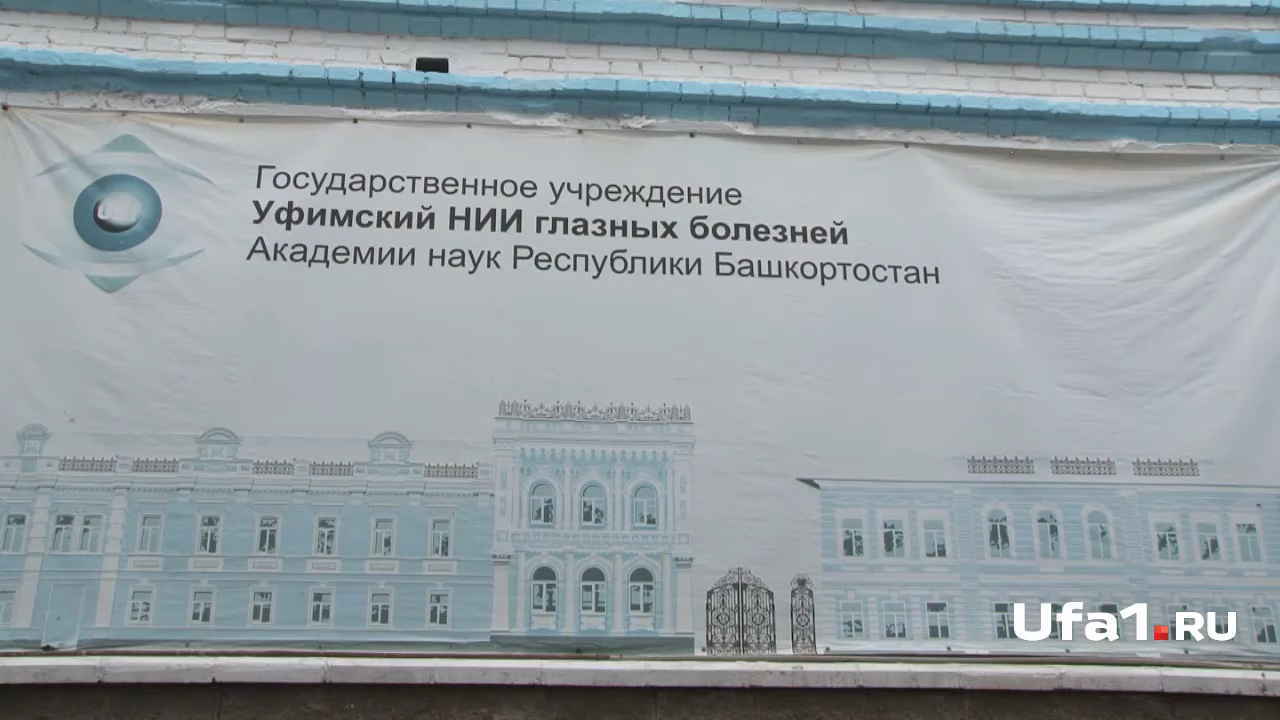 Государственное учреждение
Уфимский НИИ глазных болезней
Академии наук Республики Башкортостан
Ufa1.RU